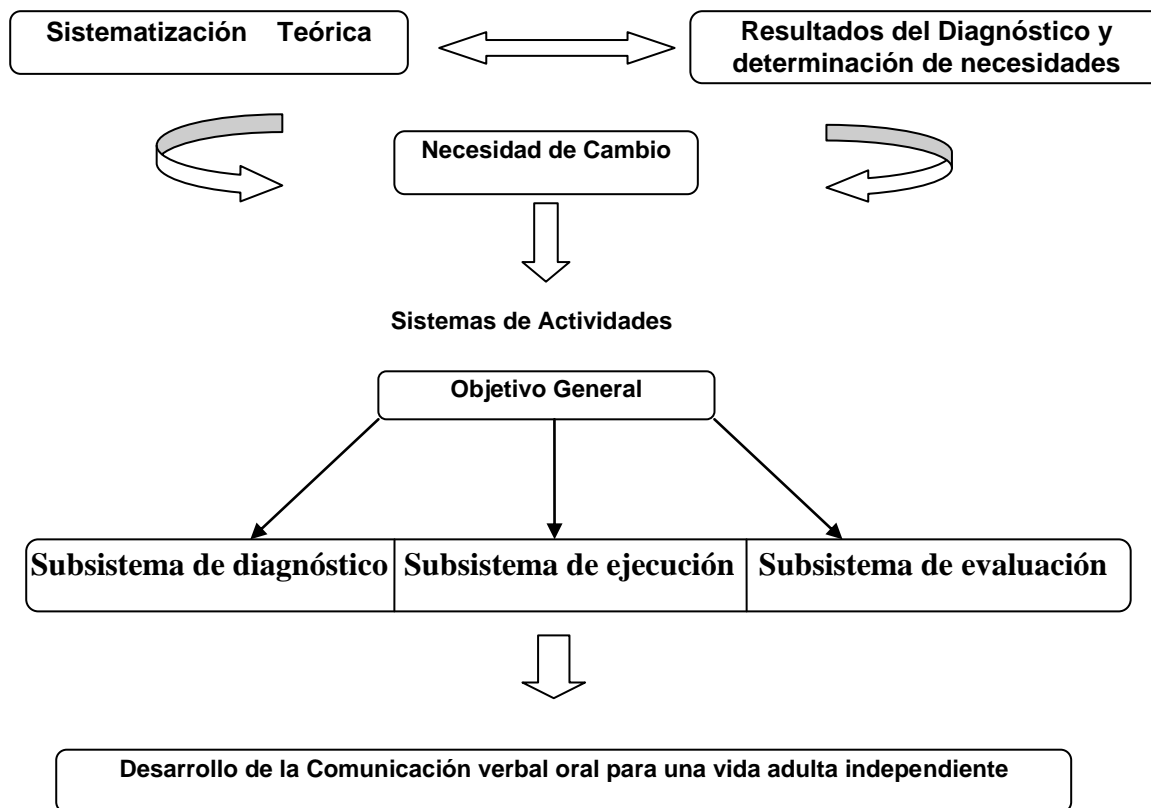 Sistematización Teórica
Resultados del Diagnóstico y
determinación de necesidades
Necesidad de Cambio
Sistemas de Actividades
Objetivo General
Subsistema de diagnóstico
Subsistema de ejecución
Subsistema de evaluación
Desarrollo de la Comunicación verbal oral para una vida adulta independiente